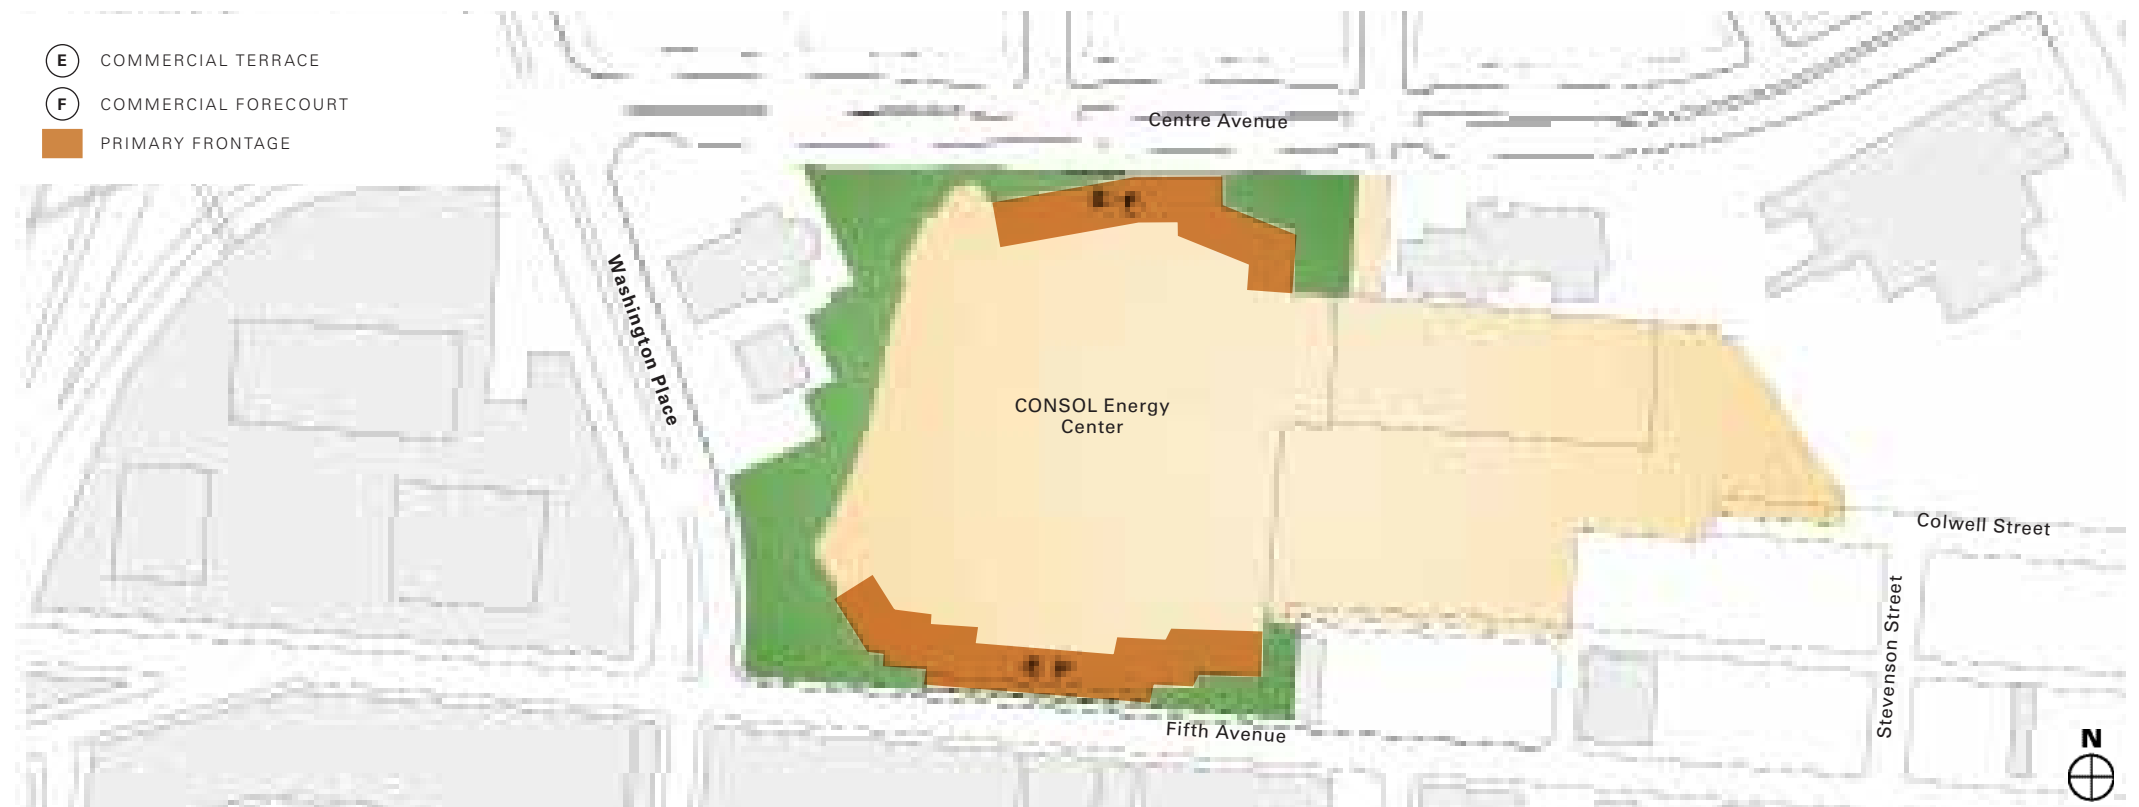 E COMMERCIAL TERRACE
F COMMERCIAL FORECOURT
PRIMARY FRONTAGE
Centre Avenue
Washington Place
CONSOL Energy
Center
Colwell Street
Stevenson Street
Fifth Avenue
N